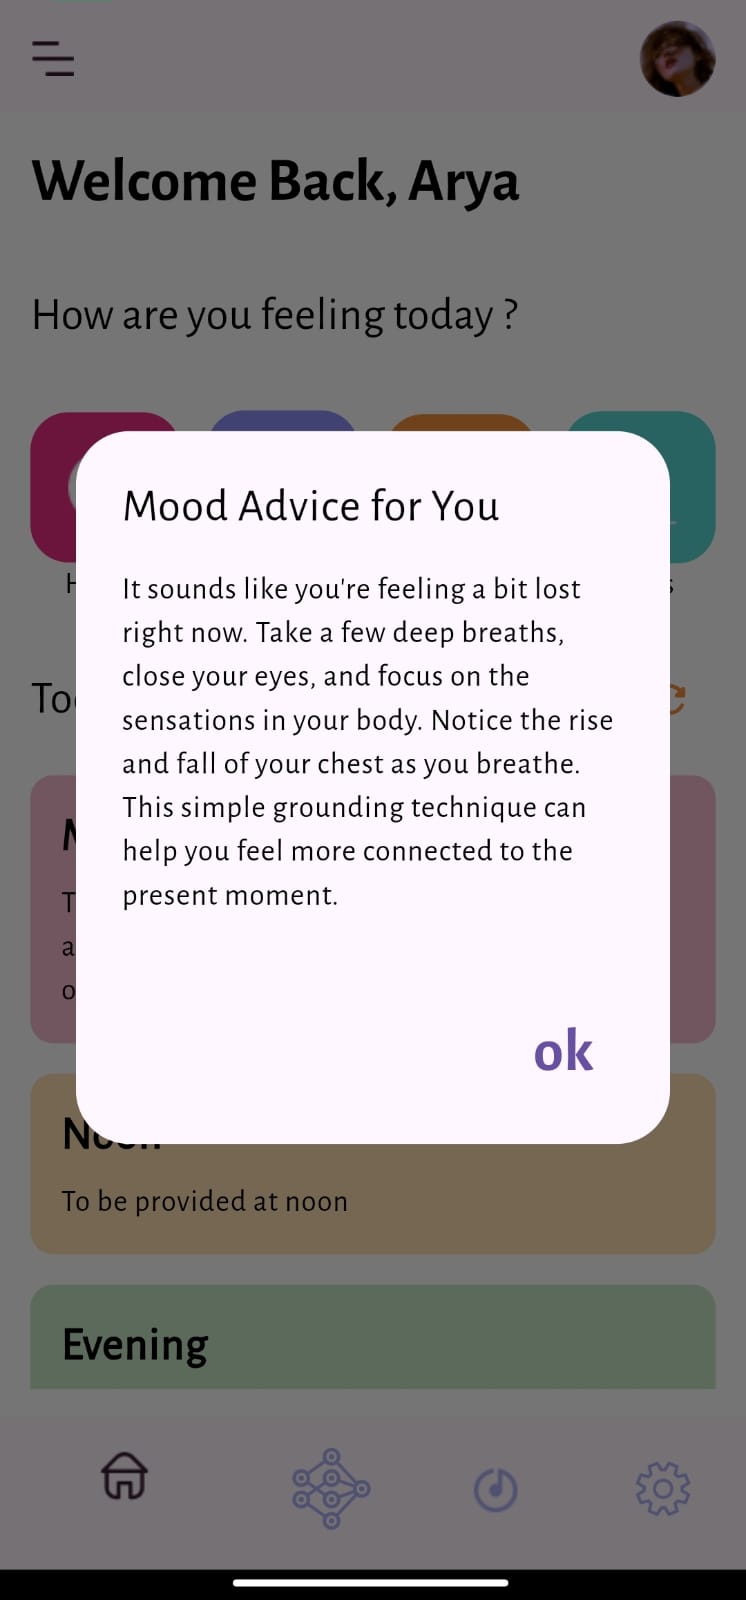 Welcome Back, Arya
How are you feeling today ?
Mood Advice for You
It sounds like you're feeling a bit lost
right now. Take a few deep breaths,
close your eyes, and focus on the
sensations in your body. Notice the rise
and fall of your chest as you breathe.
This simple grounding technique can
help you feel more connected to the
present moment.
ok
Noon
To be provided at noon
Evening